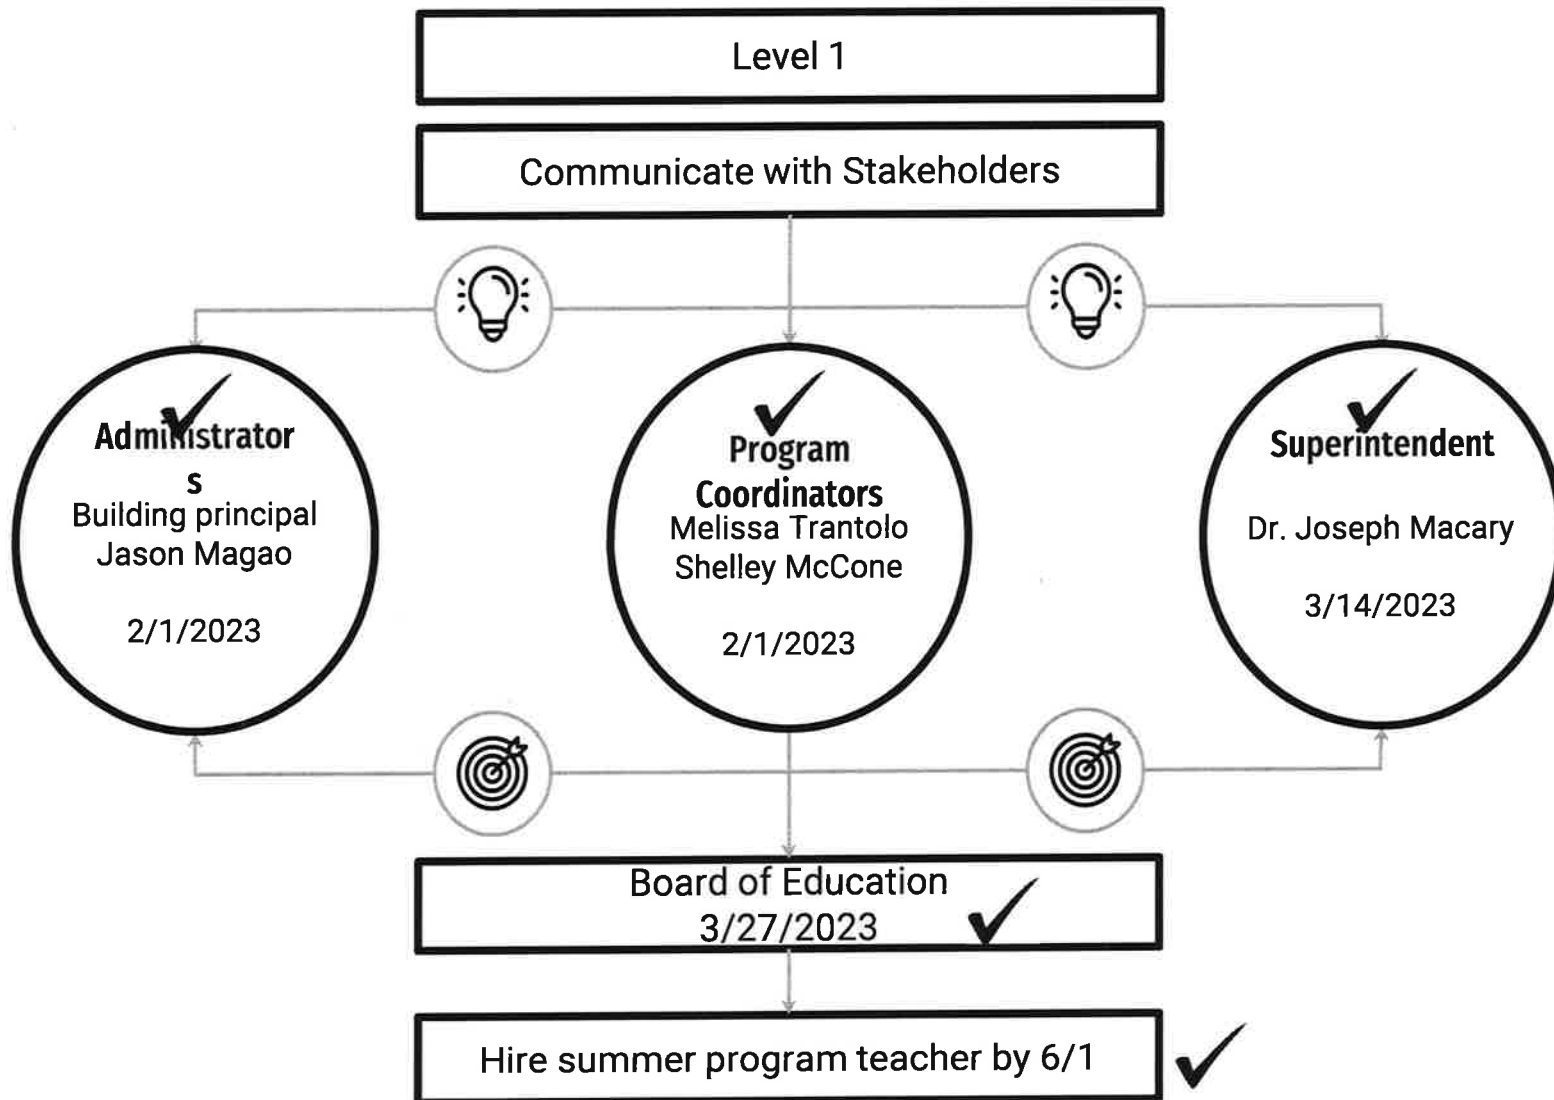 Level 1
Communicate with Stakeholders
Administrator
s
Building principal
Jason Magao
2/1/2023
Program
Coordinators
Melissa Trantolo
Shelley McCone
2/1/2023
Superintendent
Dr. Joseph Macary
3/14/2023
Board of Education
3/27/2023
Hire summer program teacher by 6/1